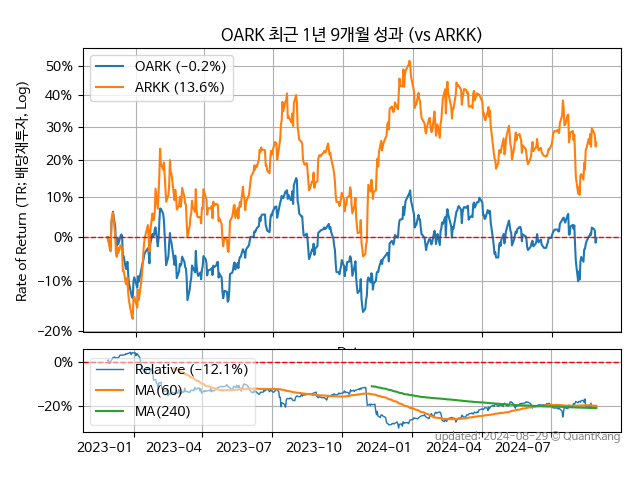 OARK 최근 1년 9개월 성과 (vs ARKK)
Rate of Return (TR: 배당재투자, Log)
50%
40%
30%
20%
10%
0%
−10%
−20%
OARK (−0.2%)
ARKK (13.6%)
0%
−20%
Relative (−12.1%)
MA(60)
MA(240)
2023−01
2023−04
2023−07
2023−10
2024−01
2024−04
2024−07
updated: 2024−08−29 © QuantKang